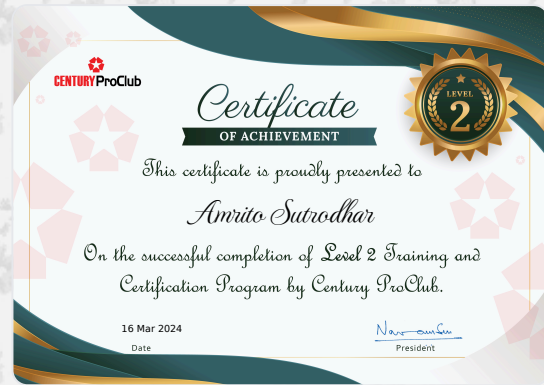 CENTURY ProClub
Certificate
OF ACHIEVEMENT
LEVEL
2
This certificate is proudly presented to
Amrito Sutrodhar
On the successful completion of Level 2 Training and
Certification Program by Century ProClub.
16 Mar 2024
Date
President